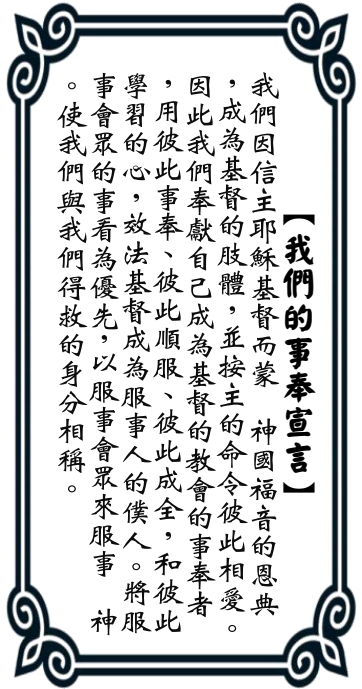 【我們的事奉宣言】
我們因信主耶穌基督而蒙　神國福音的恩典
，成為基督的肢體，並按主的命令彼此相愛。
因此我們奉獻自己成為基督的教會的事奉者
，用彼此事奉、彼此順服、彼此成全，和彼此
學習的心，效法基督成為服事人的僕人。將服
事會眾的事看為優先，以服事會眾來服事　神
。使我們與我們得救的身分相稱。